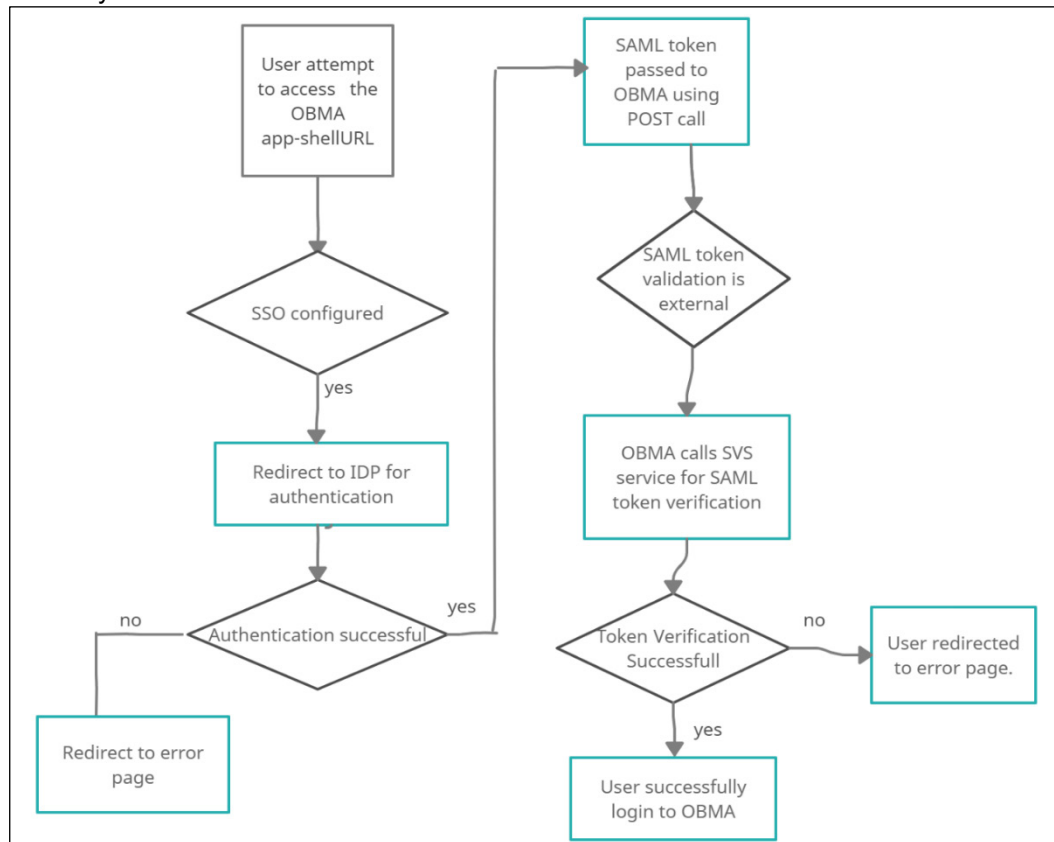 User attempt
to access the
OBMA
app-shellURL
SSO configured
yes
Redirect to IDP for
authentication
Authentication successful
no
yes
Redirect to error
page
SAML token
passed to
OBMA using
POST call
SAML token
validation is
external
OBMA calls SVS
service for SAML
token verification
Token Verification
Successfull
no
User redirected
to error page.
yes
User successfully
login to OBMA